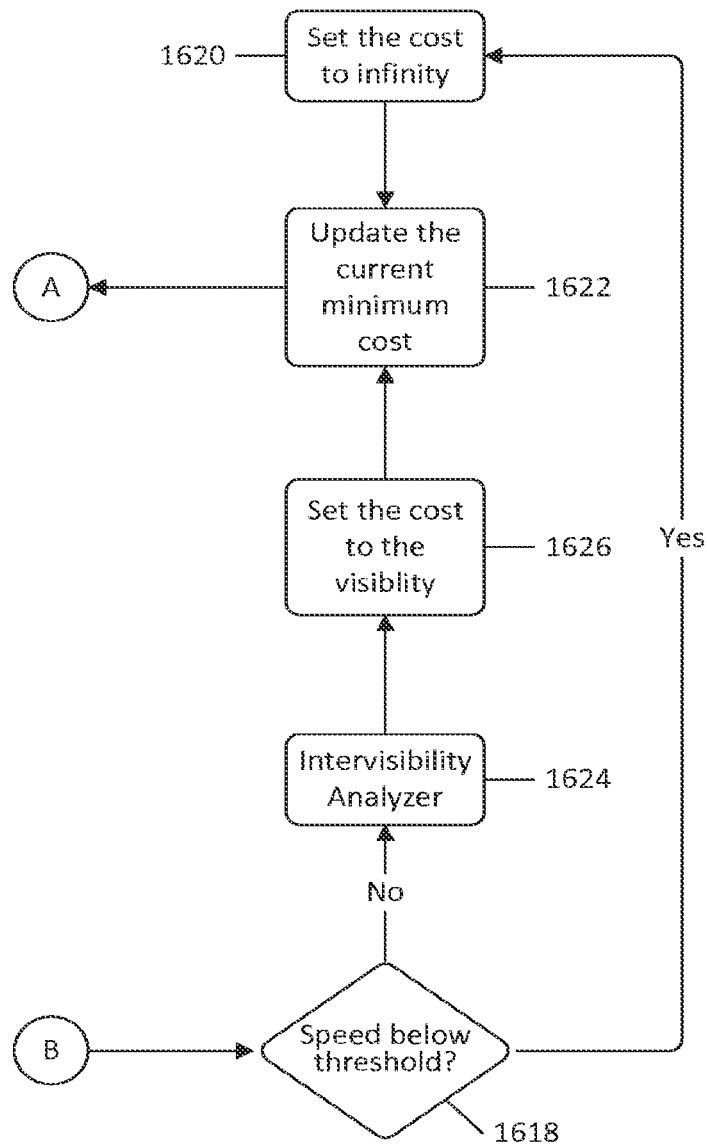 1620
Set the cost
to infinity
A
Update the
current
minimum
cost
1622
Set the cost
to the
visiblity
1626
Yes
Intervisibility
Analyzer
1624
No
B
Speed below
threshold?
1618